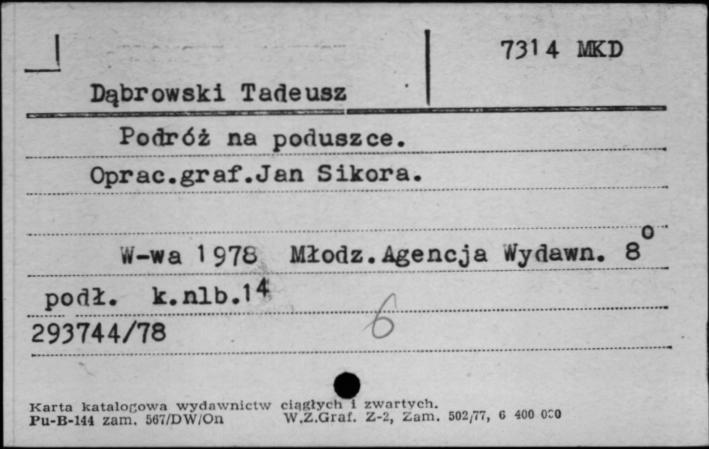 7314 MKD
Dąbrowski Tadeusz
Podróż na poduszce.
Oprac.graf.Jan Sikora.
W-wa 1978 Młodz.Agencja Wydawn. 8o
podł. k.nlb.14
293744/78 6
Karta katalogowa wydawnictw ciągłych i zwartych.
Pu-B-144 zam. 567/DW/On W.Z.Graf. Z-2, Zam. 502/77, 6 400 000